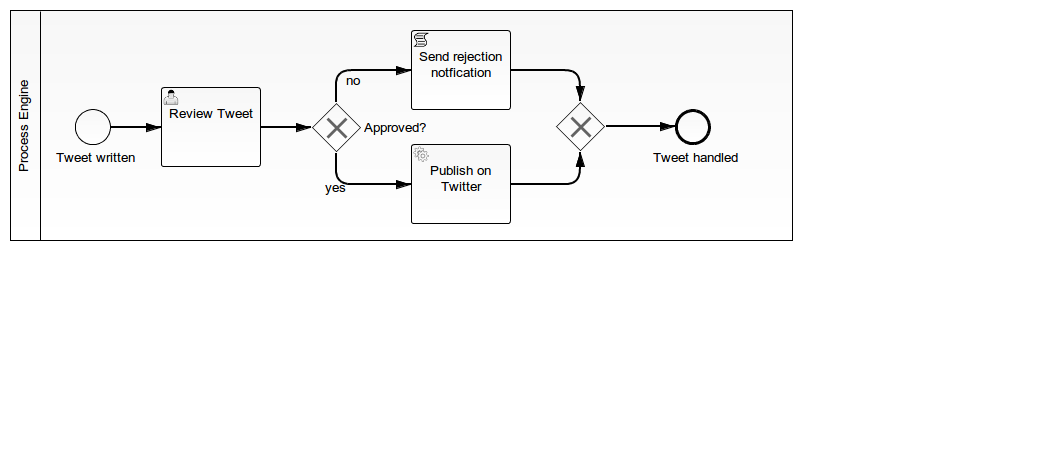 Process Engine
Tweet written
Review Tweet
Approved?
no
yes
Send rejection
notfication
Publish on
Twitter
Tweet handled